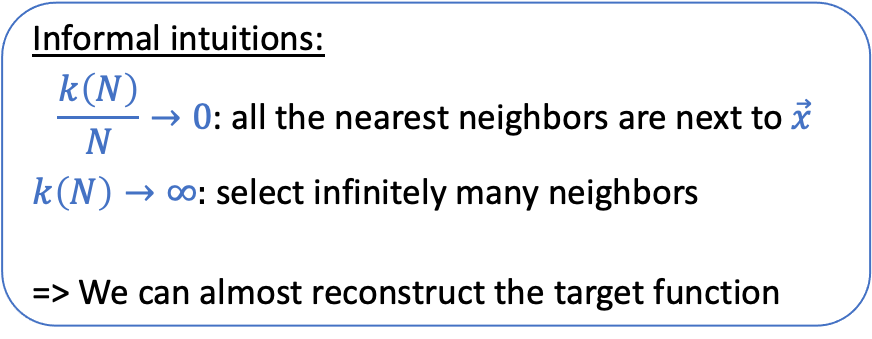 Informal intuitions:
k(N)/N → 0: all the nearest neighbors are next to x⃗
k(N) → ∞: select infinitely many neighbors
=> We can almost reconstruct the target function